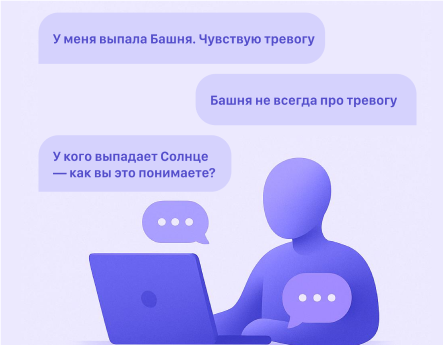 У меня выпала Башня. Чувствую тревогу
Башня не всегда про тревогу
У кого выпадает Солнце
— как вы это понимаете?